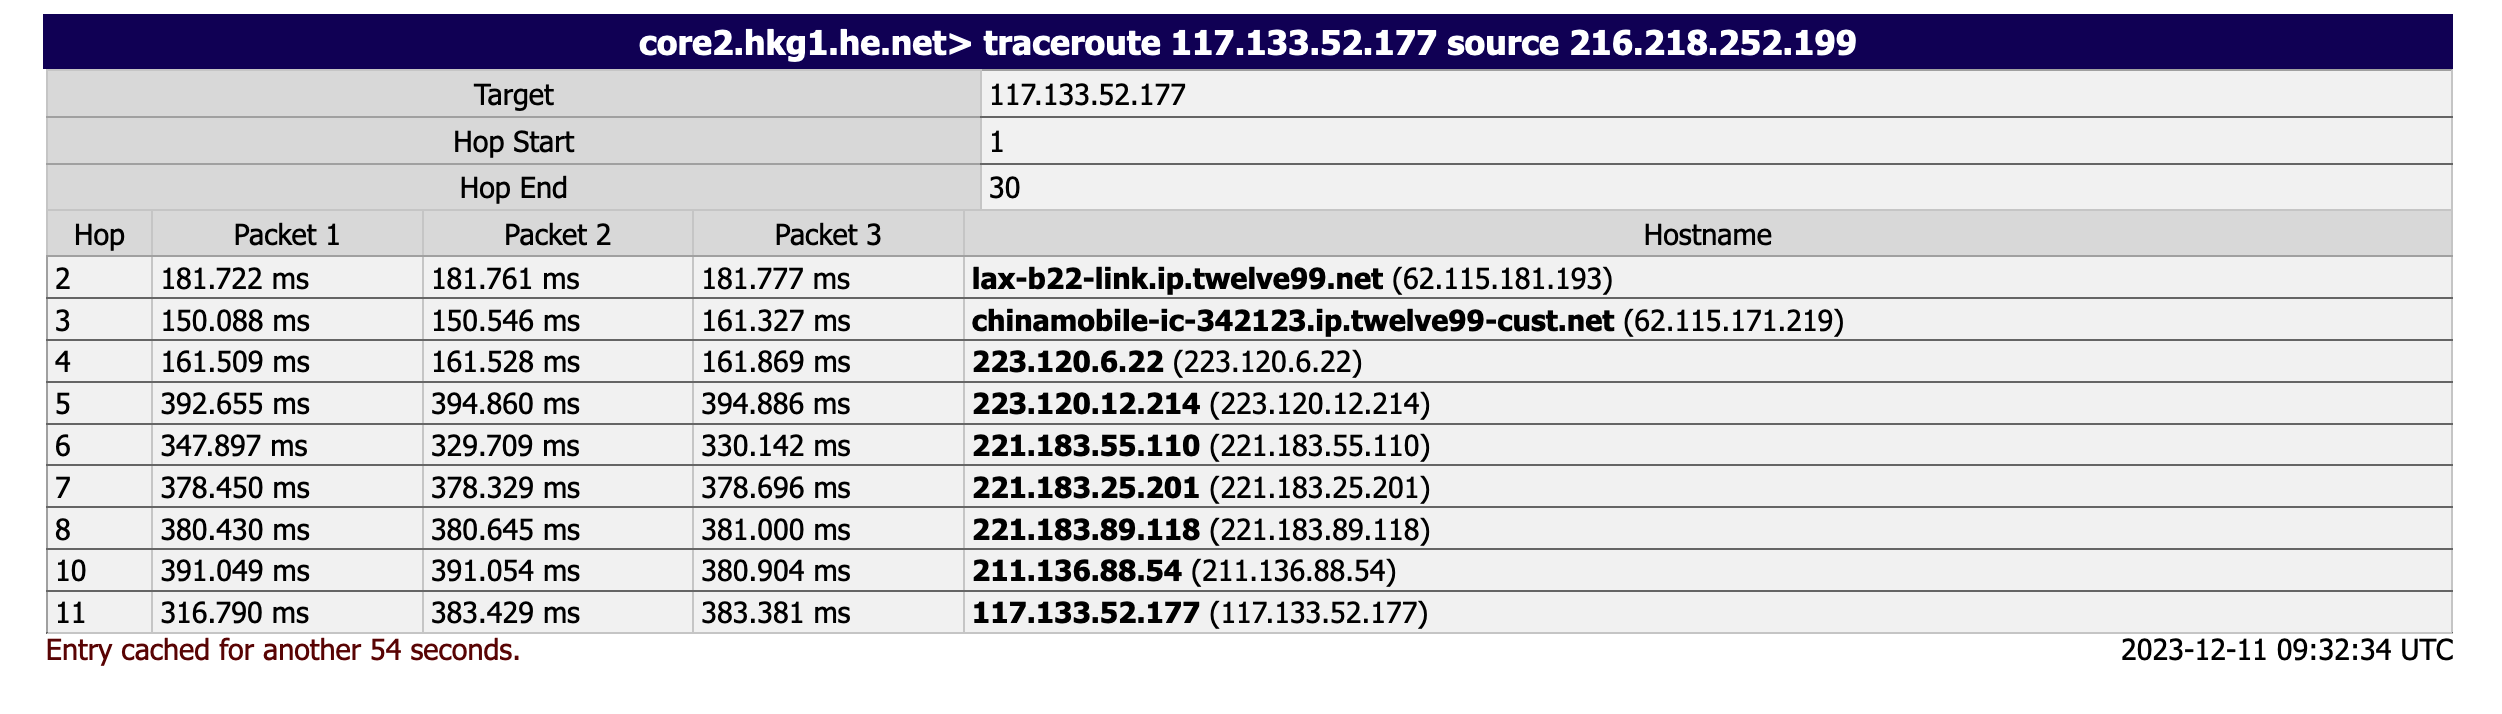 core2.hkg1.he.net> traceroute 117.133.52.177 source 216.218.252.199
Target 117.133.52.177
Hop Start 1
Hop End 30
Hop Packet 1 Packet 2 Packet 3 Hostname
2 181.722 ms 181.761 ms 181.777 ms lax-b22-link.ip.twelve99.net (62.115.181.193)
3 150.088 ms 150.546 ms 161.327 ms chinamobile-ic-342123.ip.twelve99-cust.net (62.115.171.219)
4 161.509 ms 161.528 ms 161.869 ms 223.120.6.22 (223.120.6.22)
5 392.655 ms 394.860 ms 394.886 ms 223.120.12.214 (223.120.12.214)
6 347.897 ms 329.709 ms 330.142 ms 221.183.55.110 (221.183.55.110)
7 378.450 ms 378.329 ms 378.696 ms 221.183.25.201 (221.183.25.201)
8 380.430 ms 380.645 ms 381.000 ms 221.183.89.118 (221.183.89.118)
10 391.049 ms 391.054 ms 380.904 ms 211.136.88.54 (211.136.88.54)
11 316.790 ms 383.429 ms 383.381 ms 117.133.52.177 (117.133.52.177)
Entry cached for another 54 seconds. 2023-12-11 09:32:34 UTC